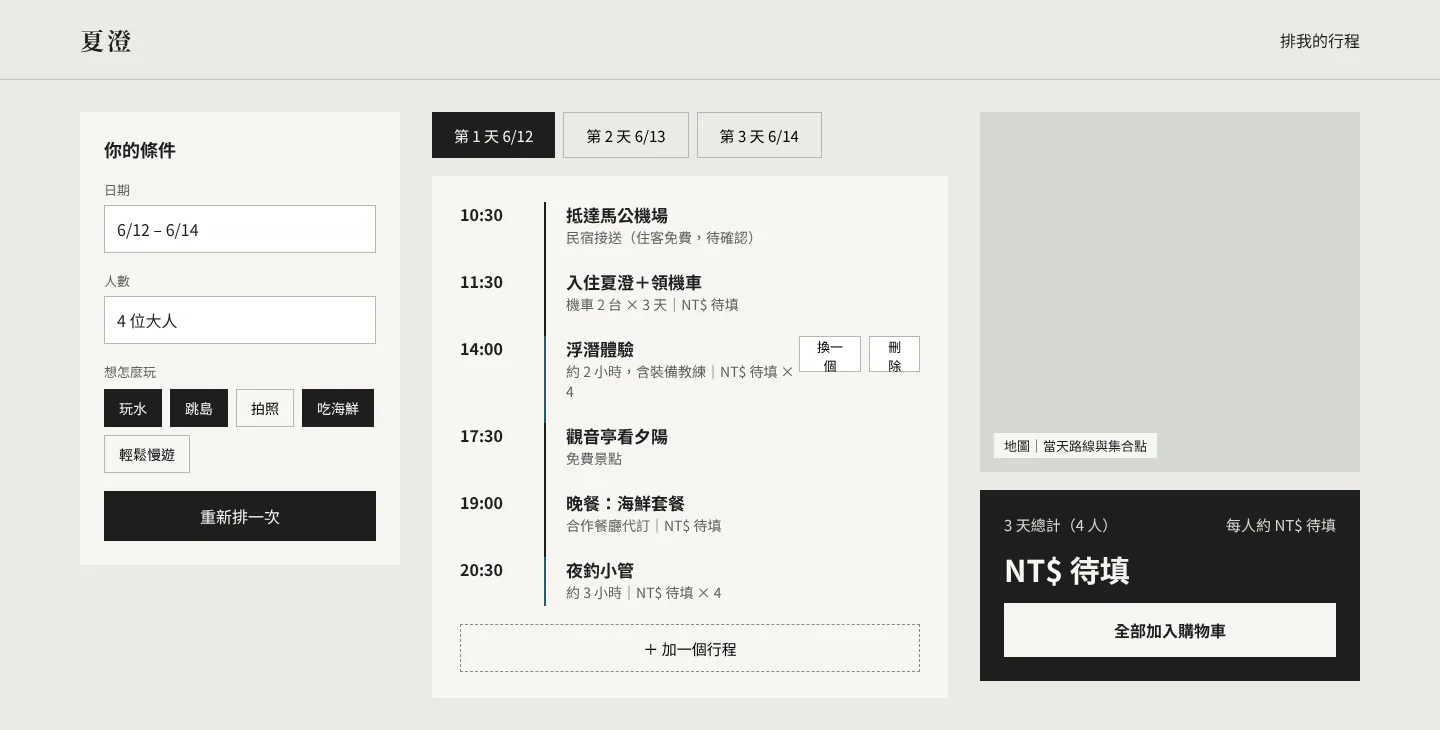 夏澄
排我的行程
你的條件
日期
6/12 – 6/14
人數
4 位大人
想怎麼玩
玩水
跳島
拍照
吃海鮮
輕鬆慢遊
重新排一次
第 1 天 6/12
第 2 天 6/13
第 3 天 6/14
10:30
抵達馬公機場
民宿接送（住客免費，待確認）
11:30
入住夏澄＋領機車
機車 2 台 × 3 天｜NT$ 待填
14:00
浮潛體驗
約 2 小時，含裝備教練｜NT$ 待填 ×
4
換一
個
刪
除
17:30
觀音亭看夕陽
免費景點
19:00
晚餐：海鮮套餐
合作餐廳代訂｜NT$ 待填
20:30
夜釣小管
約 3 小時｜NT$ 待填 × 4
＋ 加一個行程
地圖｜當天路線與集合點
3 天總計（4 人）
每人約 NT$ 待填
NT$ 待填
全部加入購物車